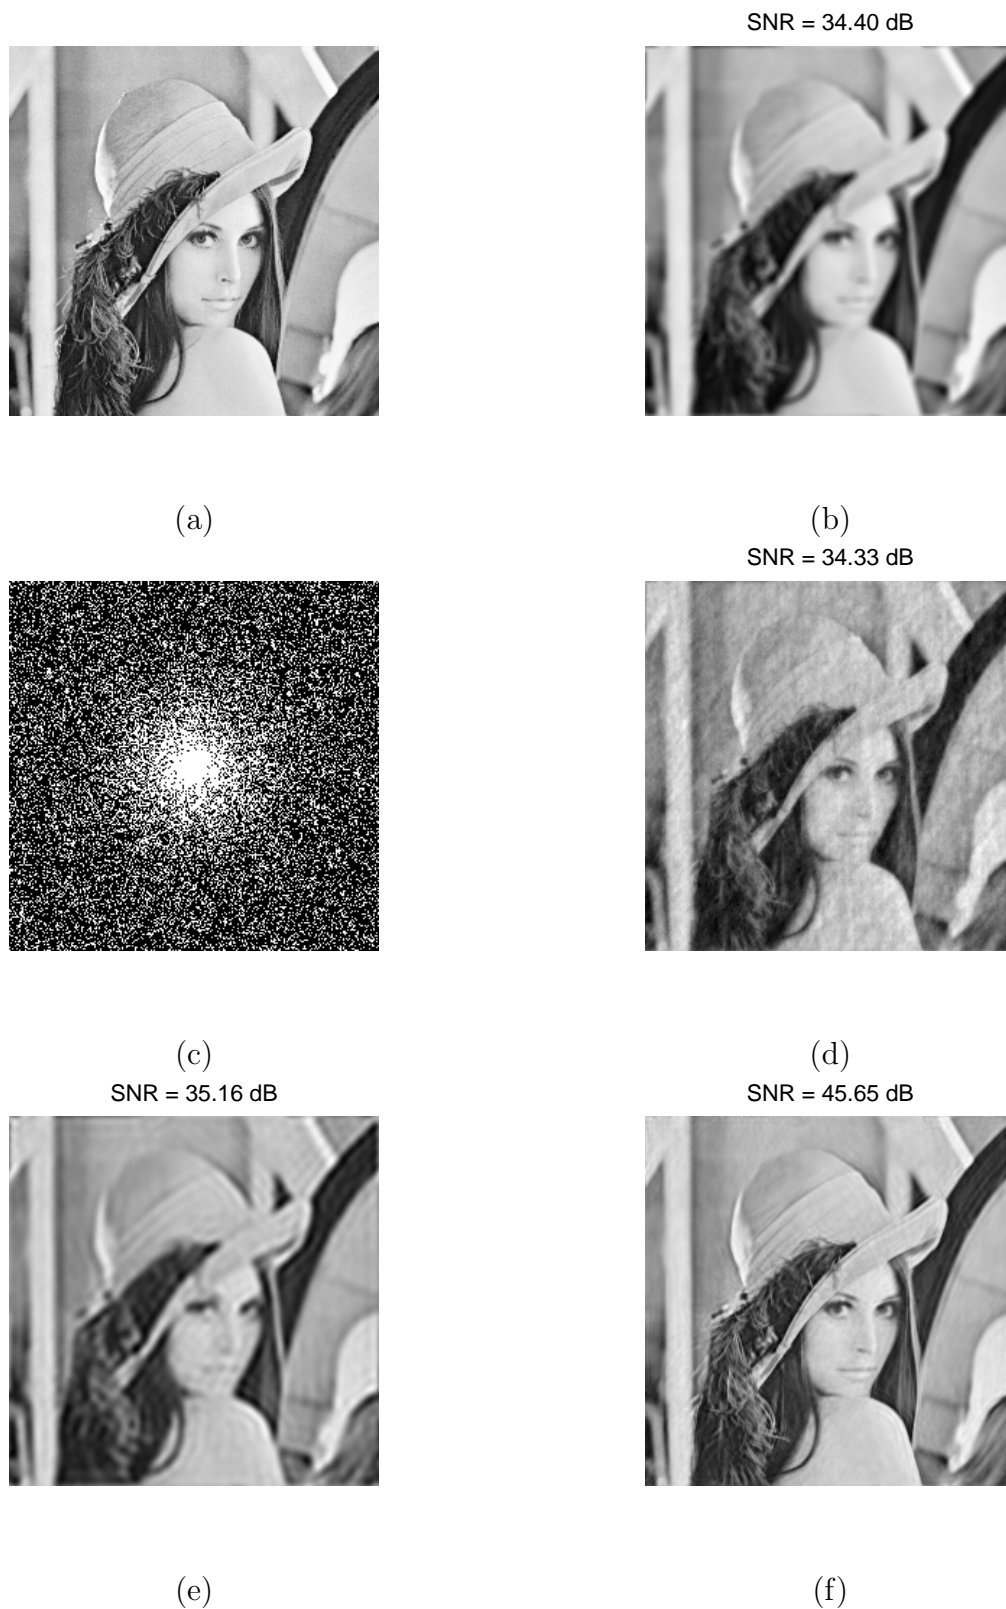 SNR = 34.40 dB
(a)
(b)
SNR = 34.33 dB
(c)
(d)
SNR = 35.16 dB
SNR = 45.65 dB
(e)
(f)